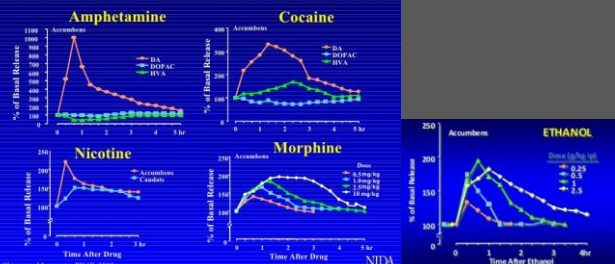 Amphetamine
Accumbens
% of Basal Release
1100
1000
900
800
700
600
500
400
300
200
100
0
0 1 2 3 4 5 hr
DA
DOPAC
HVA
Cocaine
Accumbens
% of Basal Release
400
300
200
100
0
0 1 2 3 4 5 hr
DA
DOPAC
HVA
Nicotine
% of Basal Release
250
200
150
100
0
0 1 2 3 hr
Accumbens
Caudate
Time After Drug
Morphine
Accumbens
% of Basal Release
250
200
150
100
0
0 1 2 3 4 5 hr
Dose
0.5mg/kg
1.0mg/kg
2.5mg/kg
10mg/kg
Time After Drug
NIDA
ETHANOL
Accumbens
% of Basal Release
250
200
150
100
0
0 1 2 3 4hr
Dose (g/kg ip)
0.25
0.5
1
2.5
Time After Ethanol